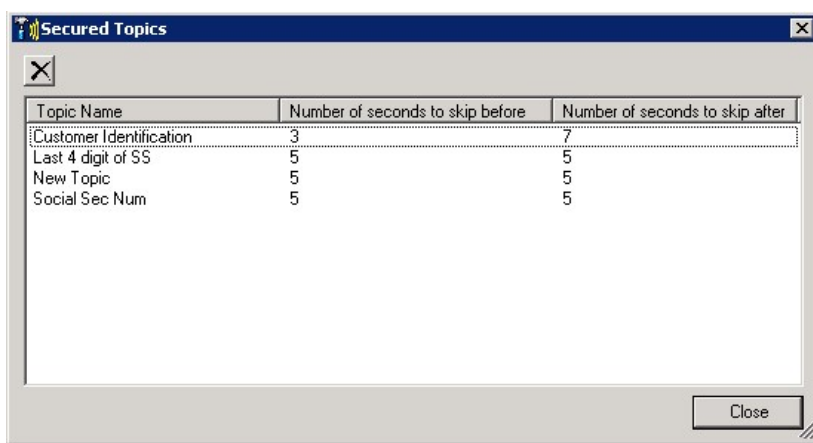 Secured Topics
Topic Name Number of seconds to skip before Number of seconds to skip after
Customer Identification 3 7
Last 4 digit of SS 5 5
New Topic 5 5
Social Sec Num 5 5
Close